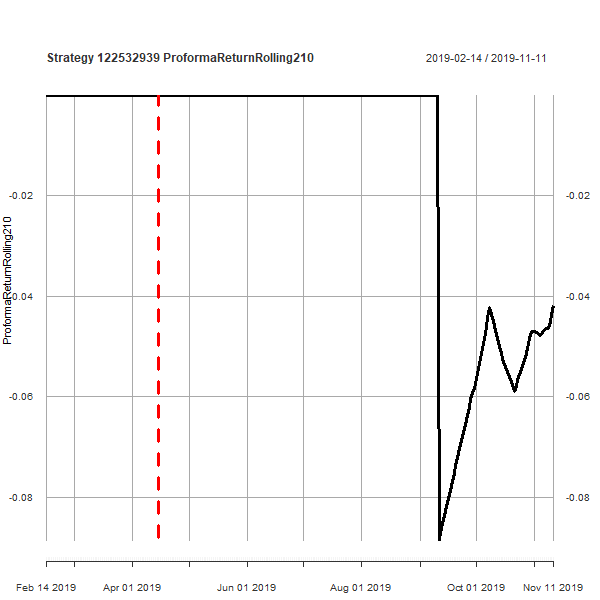 Strategy 122532939 ProformaReturnRolling210
2019-02-14 / 2019-11-11
ProformaReturnRolling210
-0.02
-0.02
-0.04
-0.04
-0.06
-0.06
-0.08
-0.08
Feb 14 2019
Apr 01 2019
Jun 01 2019
Aug 01 2019
Oct 01 2019
Nov 11 2019